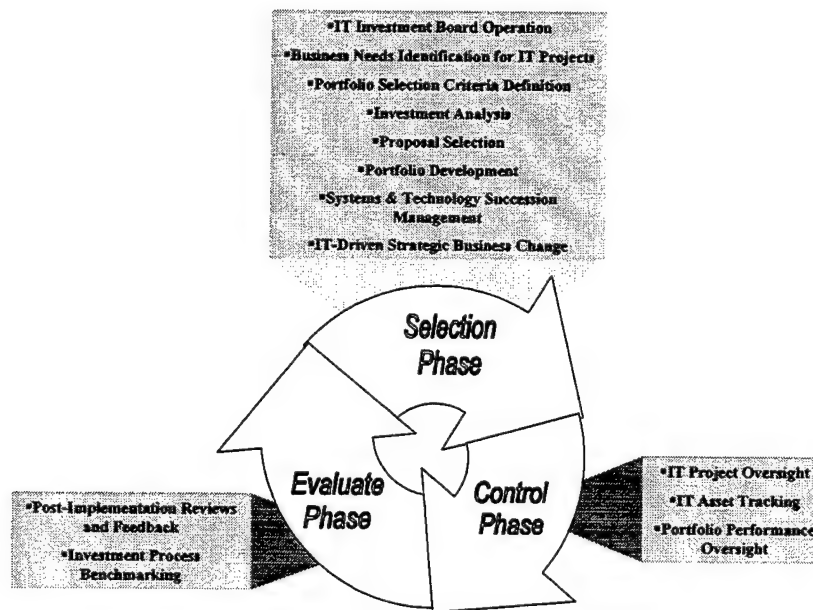 ▪IT Investment Board Operation
▪Business Needs Identification for IT Projects
▪Portfolio Selection Criteria Definition
▪Investment Analysis
▪Proposal Selection
▪Portfolio Development
▪Systems & Technology Succession
Management
▪IT-Driven Strategic Business Change
Selection
Phase
Evaluate
Phase
Control
Phase
▪IT Project Oversight
▪IT Asset Tracking
▪Portfolio Performance
Oversight
▪Post-Implementation Reviews
and Feedback
▪Investment Process
Benchmarking